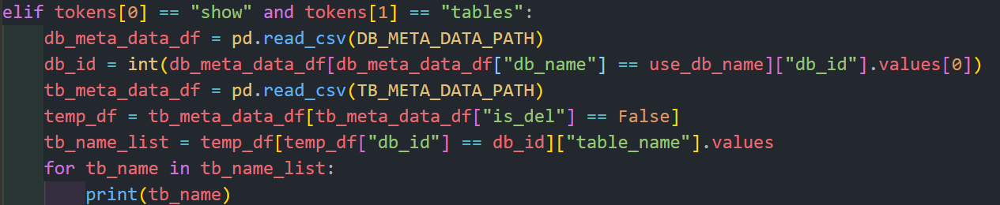 elif tokens[0] == "show" and tokens[1] == "tables":
    db_meta_data_df = pd.read_csv(DB_META_DATA_PATH)
    db_id = int(db_meta_data_df[db_meta_data_df["db_name"] == use_db_name]["db_id"].values[0])
    tb_meta_data_df = pd.read_csv(TB_META_DATA_PATH)
    temp_df = tb_meta_data_df[tb_meta_data_df["is_del"] == False]
    tb_name_list = temp_df[temp_df["db_id"] == db_id]["table_name"].values
    for tb_name in tb_name_list:
        print(tb_name)